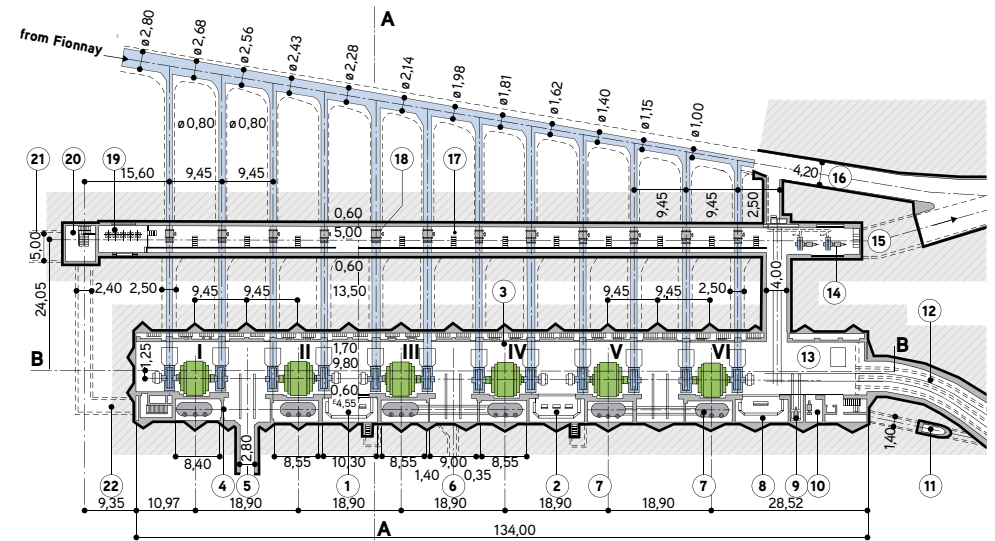 A
from Fionnay
ø2,80
ø2,68
ø2,56
ø2,43
ø2,28
ø2,14
ø1,98
ø1,81
ø1,62
ø1,40
ø1,15
ø1,00
ø0,80
ø0,80
21
20
19
18
17
16
4,20
15,60
9,45
9,45
9,45
9,45
2,50
0,60
5,00
0,60
13,50
5,00
24,05
15
14
4,00
2,40
2,50
9,45
9,45
3
9,45
9,45
2,50
12
B
B
I
II
III
IV
V
VI
13
1,25
1,70
9,80
0,60
4,55
2,80
8,40
8,55
10,30
8,55
9,00
8,55
1,40
0,35
1,40
22
4
5
1
6
2
7
7
8
9
10
11
9,35
10,97
18,90
18,90
18,90
18,90
18,90
28,52
A
134,00